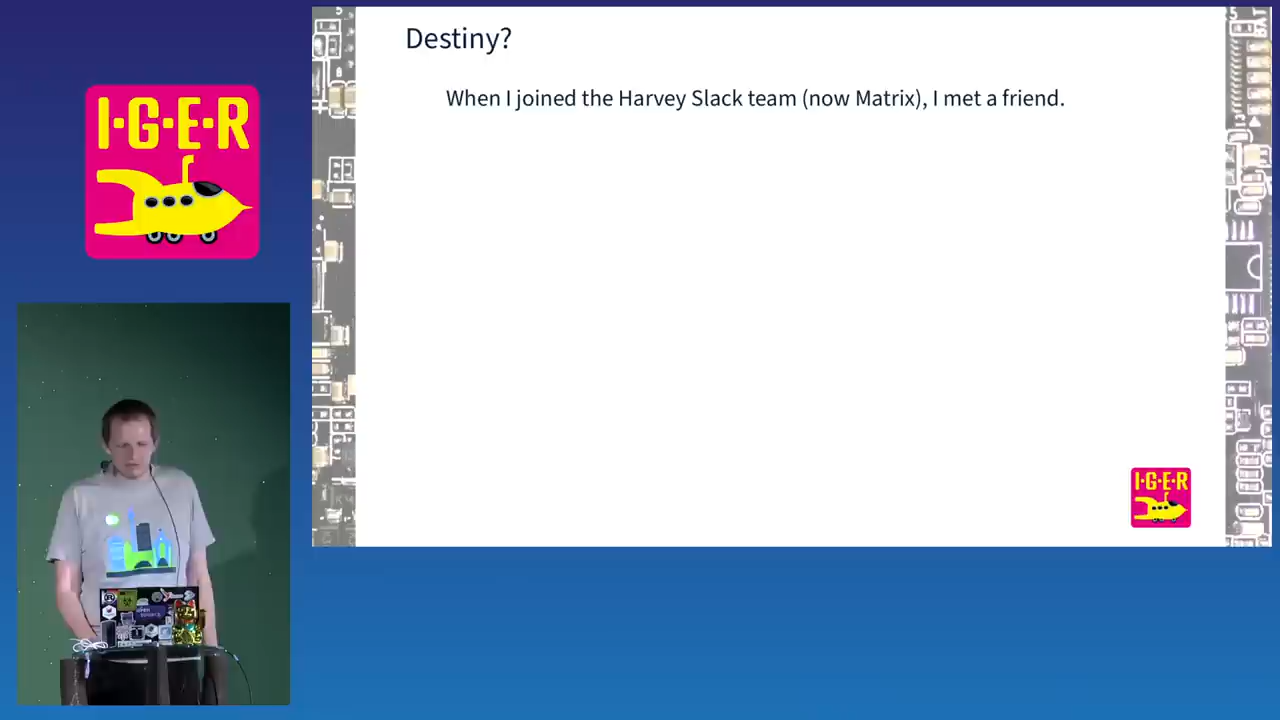 I·G·E·R
Destiny?
When I joined the Harvey Slack team (now Matrix), I met a friend.
I·G·E·R